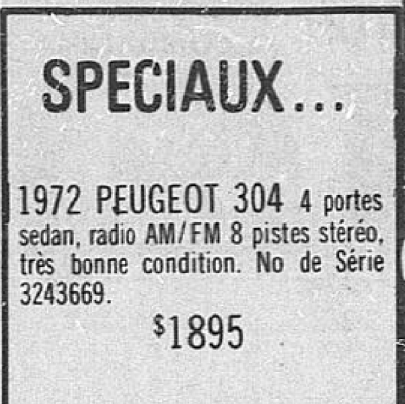 SPECIAUX...
1972 PEUGEOT 304 4 portes
sedan, radio AM/FM 8 pistes stéréo,
très bonne condition. No de Série
3243669.
$1895